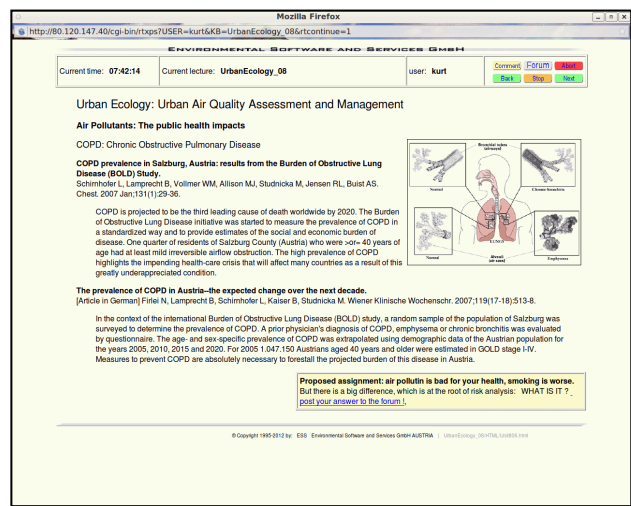 Mozilla Firefox
http://80.120.147.40/cgi-bin/rtxps?USER=kurt&KB=UrbanEcology_08&rtcontinue=1
ENVIRONMENTAL SOFTWARE AND SERVICES GMBH
Current time: 07:42:14 Current lecture: UrbanEcology_08 user: kurt Comment Forum Abort
Back Stop Next
Urban Ecology: Urban Air Quality Assessment and Management
Air Pollutants: The public health impacts
COPD: Chronic Obstructive Pulmonary Disease
COPD prevalence in Salzburg, Austria: results from the Burden of Obstructive Lung
Disease (BOLD) Study.
Schirnhofer L, Lamprecht B, Vollmer WM, Allison MJ, Studnicka M, Jensen RL, Buist AS.
Chest. 2007 Jan;131(1):29-36.
COPD is projected to be the third leading cause of death worldwide by 2020. The Burden
of Obstructive Lung Disease initiative was started to measure the prevalence of COPD in
a standardized way and to provide estimates of the social and economic burden of
disease. One quarter of residents of Salzburg County (Austria) who were >or= 40 years of
age had at least mild irreversible airflow obstruction. The high prevalence of COPD
highlights the impending health-care crisis that will affect many countries as a result of this
greatly underappreciated condition.
Bronchial tubes
(airways)
Normal Chronic bronchitis
LUNGS
Normal Alveoli
(air sacs) Emphysema
The prevalence of COPD in Austria--the expected change over the next decade.
[Article in German] Firlei N, Lamprecht B, Schirnhofer L, Kaiser B, Studnicka M. Wiener Klinische Wochenschr. 2007;119(17-18):513-8.
In the context of the international Burden of Obstructive Lung Disease (BOLD) study, a random sample of the population of Salzburg was
surveyed to determine the prevalence of COPD. A prior physician's diagnosis of COPD, emphysema or chronic bronchitis was evaluated
by questionnaire. The age- and sex-specific prevalence of COPD was extrapolated using demographic data of the Austrian population for
the years 2005, 2010, 2015 and 2020. For 2005 1.047.150 Austrians aged 40 years and older were estimated in GOLD stage I-IV.
Measures to prevent COPD are absolutely necessary to forestall the projected burden of this disease in Austria.
Proposed assignment: air pollutin is bad for your health, smoking is worse.
But there is a big difference, which is at the root of risk analysis: WHAT IS IT ?
post your answer to the forum !.
© Copyright 1995-2012 by: ESS Environmental Software and Services GmbH AUSTRIA | UrbanEcology_08/HTML/Unit806.html